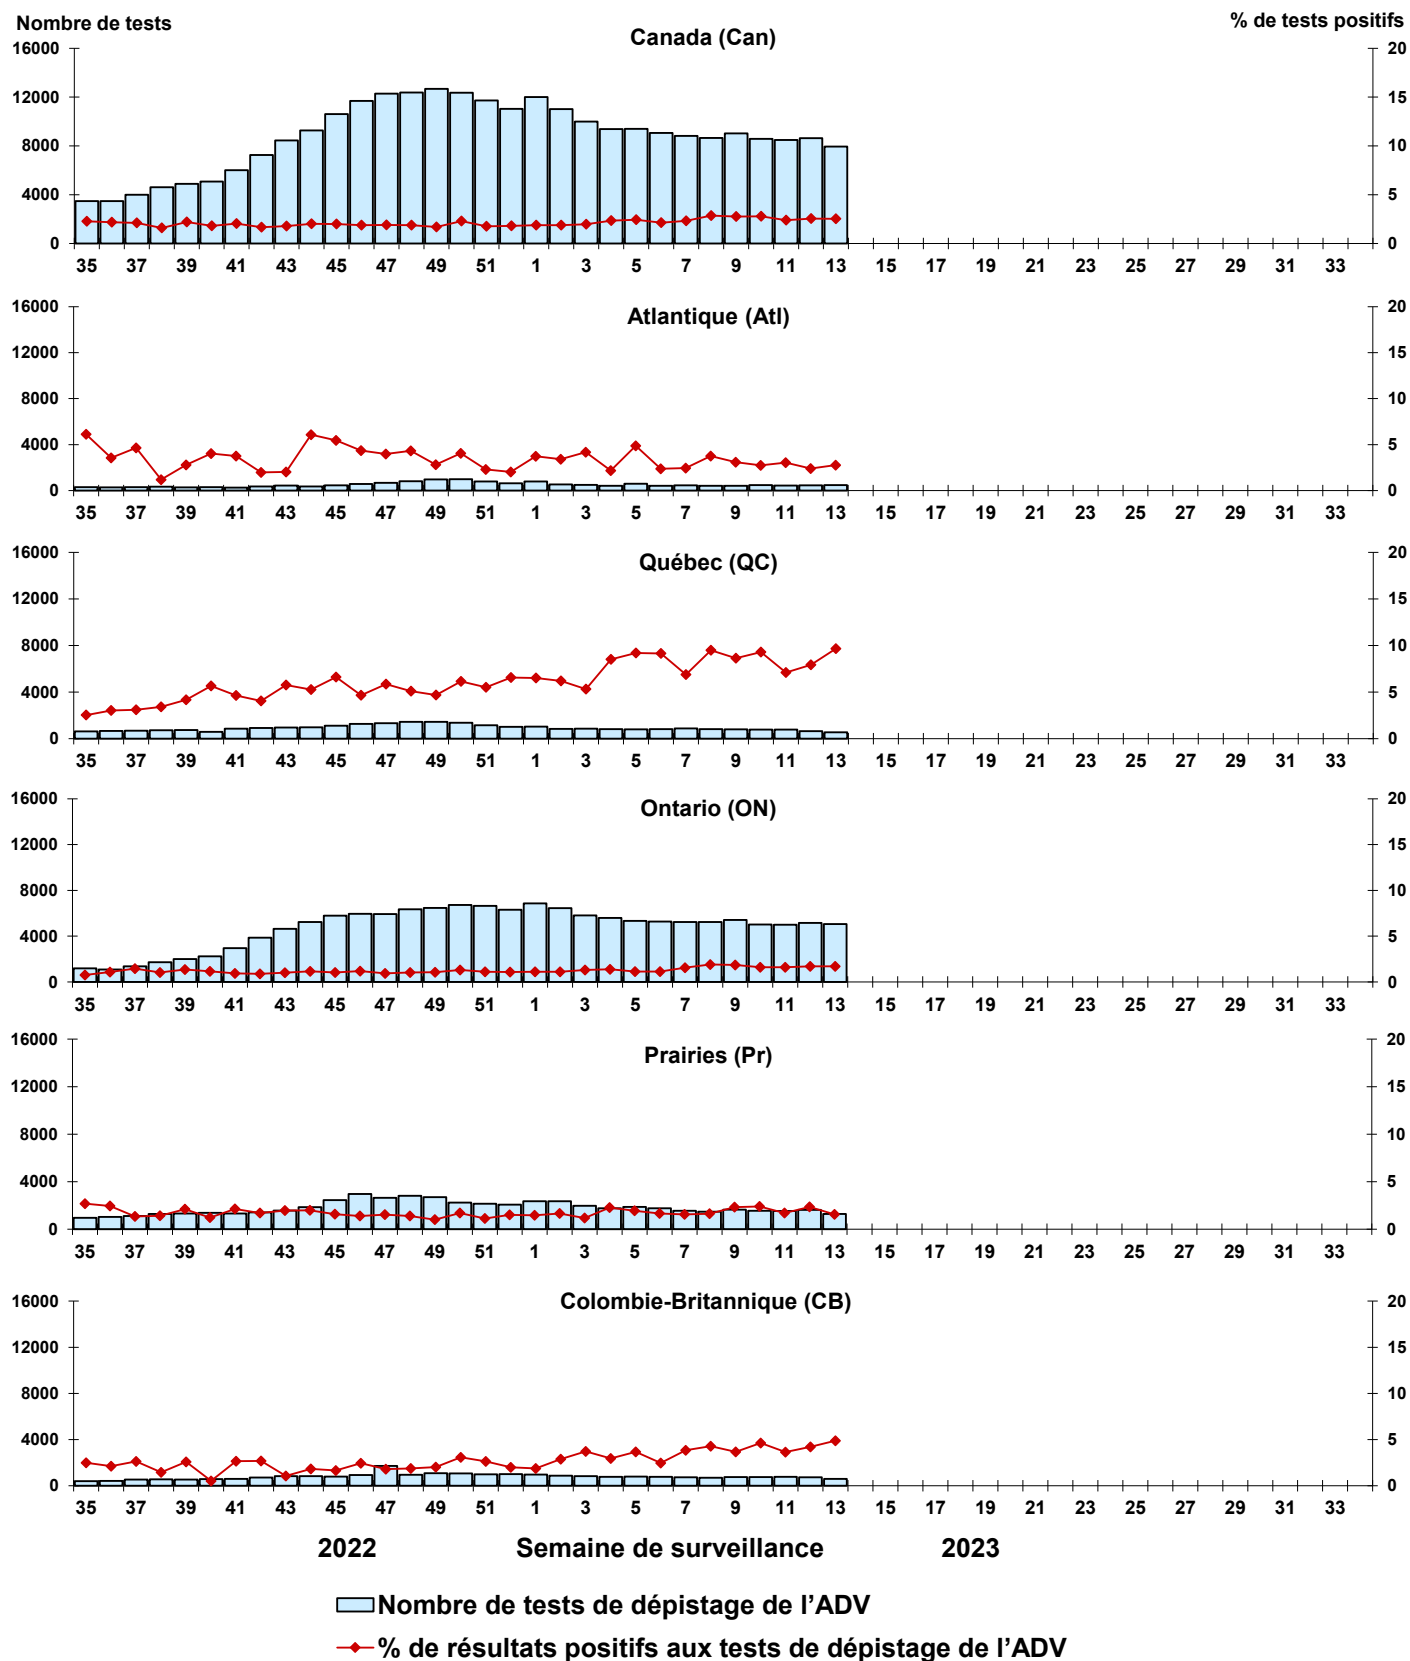 Nombre de tests
% de tests positifs
Canada (Can)
16000 12000 8000 4000 0
20 15 10 5 0
35 37 39 41 43 45 47 49 51 1 3 5 7 9 11 13 15 17 19 21 23 25 27 29 31 33
Atlantique (Atl)
16000 12000 8000 4000 0
20 15 10 5 0
35 37 39 41 43 45 47 49 51 1 3 5 7 9 11 13 15 17 19 21 23 25 27 29 31 33
Québec (QC)
16000 12000 8000 4000 0
20 15 10 5 0
35 37 39 41 43 45 47 49 51 1 3 5 7 9 11 13 15 17 19 21 23 25 27 29 31 33
Ontario (ON)
16000 12000 8000 4000 0
20 15 10 5 0
35 37 39 41 43 45 47 49 51 1 3 5 7 9 11 13 15 17 19 21 23 25 27 29 31 33
Prairies (Pr)
16000 12000 8000 4000 0
20 15 10 5 0
35 37 39 41 43 45 47 49 51 1 3 5 7 9 11 13 15 17 19 21 23 25 27 29 31 33
Colombie-Britannique (CB)
16000 12000 8000 4000 0
20 15 10 5 0
35 37 39 41 43 45 47 49 51 1 3 5 7 9 11 13 15 17 19 21 23 25 27 29 31 33
2022 Semaine de surveillance 2023
Nombre de tests de dépistage de l’ADV
% de résultats positifs aux tests de dépistage de l’ADV